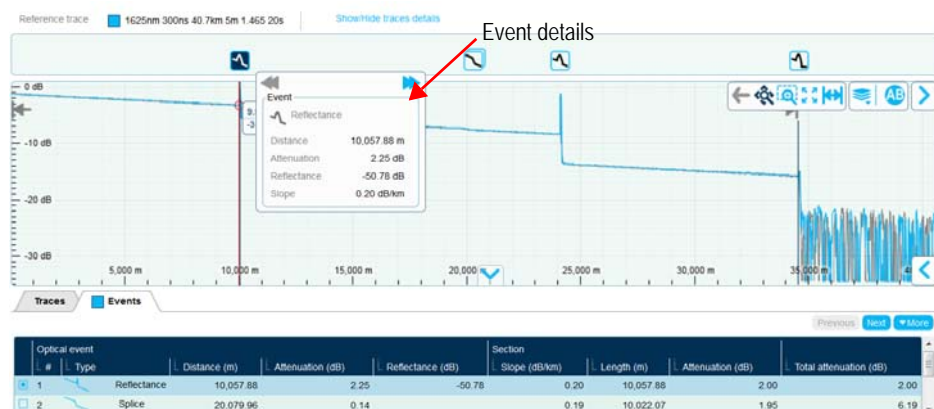 Reference trace 1625nm 300ns 40.7km 5m 1.465 20s Show/Hide traces details
Event details
0 dB
Event
Reflectance
Distance 10,057.88 m
-10 dB
Attenuation 2.25 dB
Reflectance -50.78 dB
Slope 0.20 dB/km
AB
-20 dB
-30 dB
5,000 m 10,000 m 15,000 m 20,000 m 25,000 m 30,000 m 35,000 m
Traces Events
Previous Next More
Optical event Section
# Type Distance (m) Attenuation (dB) Reflectance (dB) Slope (dB/km) Length (m) Attenuation (dB) Total attenuation (dB)
1 Reflectance 10,057.88 2.25 -50.78 0.20 10,057.88 2.00 2.00
2 Splice 20,079.96 0.14 0.19 10,022.07 1.95 6.19